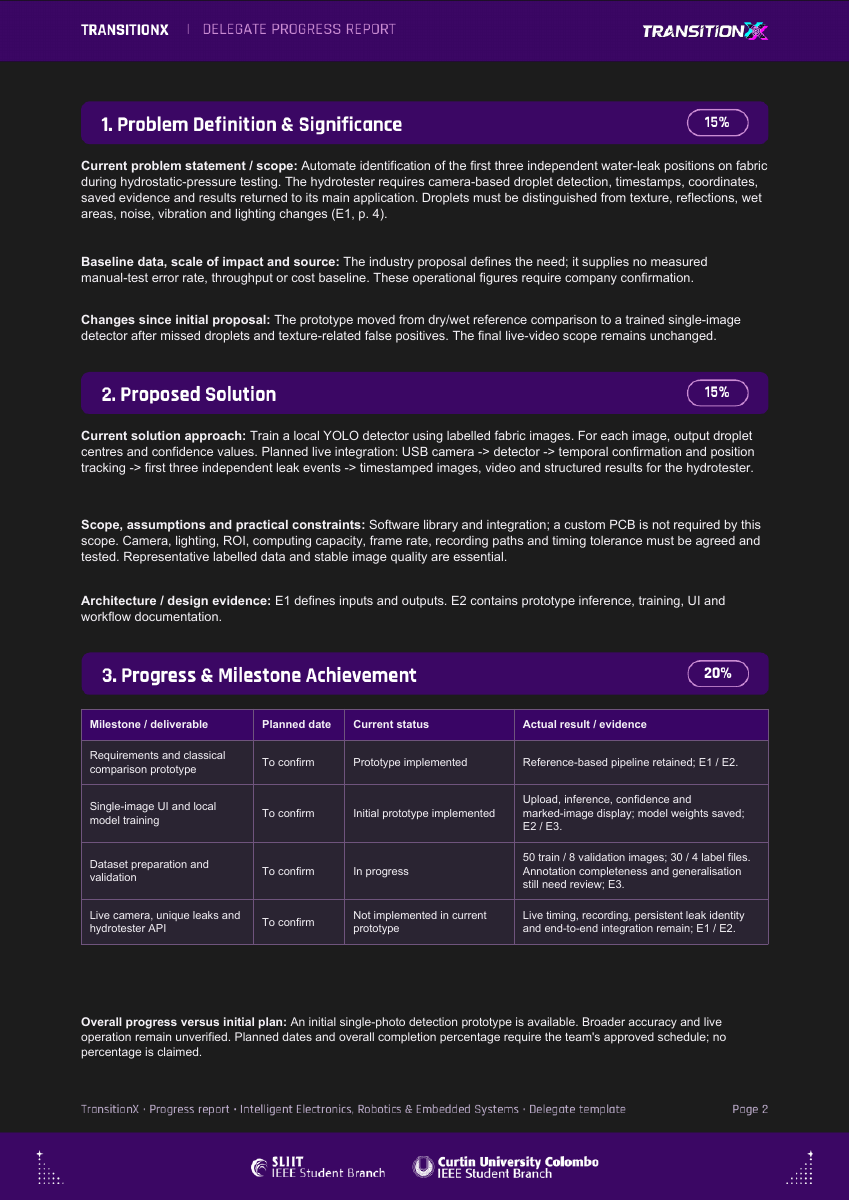 TRANSITIONX | DELEGATE PROGRESS REPORT
TRANSITIONX
1. Problem Definition & Significance
15%
Current problem statement / scope: Automate identification of the first three independent water-leak positions on fabric
during hydrostatic-pressure testing. The hydrotester requires camera-based droplet detection, timestamps, coordinates,
saved evidence and results returned to its main application. Droplets must be distinguished from texture, reflections, wet
areas, noise, vibration and lighting changes (E1, p. 4).
Baseline data, scale of impact and source: The industry proposal defines the need; it supplies no measured
manual-test error rate, throughput or cost baseline. These operational figures require company confirmation.
Changes since initial proposal: The prototype moved from dry/wet reference comparison to a trained single-image
detector after missed droplets and texture-related false positives. The final live-video scope remains unchanged.
2. Proposed Solution
15%
Current solution approach: Train a local YOLO detector using labelled fabric images. For each image, output droplet
centres and confidence values. Planned live integration: USB camera -> detector -> temporal confirmation and position
tracking -> first three independent leak events -> timestamped images, video and structured results for the hydrotester.
Scope, assumptions and practical constraints: Software library and integration; a custom PCB is not required by this
scope. Camera, lighting, ROI, computing capacity, frame rate, recording paths and timing tolerance must be agreed and
tested. Representative labelled data and stable image quality are essential.
Architecture / design evidence: E1 defines inputs and outputs. E2 contains prototype inference, training, UI and
workflow documentation.
3. Progress & Milestone Achievement
20%
Milestone / deliverable
Planned date
Current status
Actual result / evidence
Requirements and classical
comparison prototype
To confirm
Prototype implemented
Reference-based pipeline retained; E1 / E2.
Single-image UI and local
model training
To confirm
Initial prototype implemented
Upload, inference, confidence and
marked-image display; model weights saved;
E2 / E3.
Dataset preparation and
validation
To confirm
In progress
50 train / 8 validation images; 30 / 4 label files.
Annotation completeness and generalisation
still need review; E3.
Live camera, unique leaks and
hydrotester API
To confirm
Not implemented in current
prototype
Live timing, recording, persistent leak identity
and end-to-end integration remain; E1 / E2.
Overall progress versus initial plan: An initial single-photo detection prototype is available. Broader accuracy and live
operation remain unverified. Planned dates and overall completion percentage require the team's approved schedule; no
percentage is claimed.
TransitionX · Progress report · Intelligent Electronics, Robotics & Embedded Systems · Delegate template
Page 2
SLIIT
IEEE Student Branch
Curtin University Colombo
IEEE Student Branch